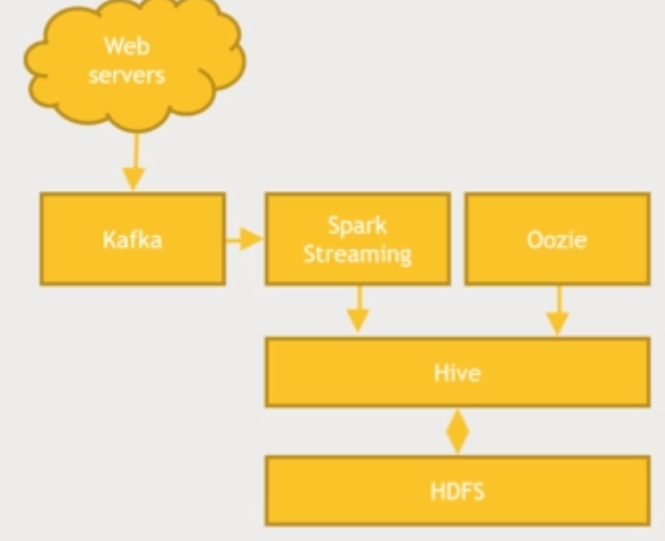 Web
servers
Kafka
Spark
Streaming
Oozie
Hive
HDFS